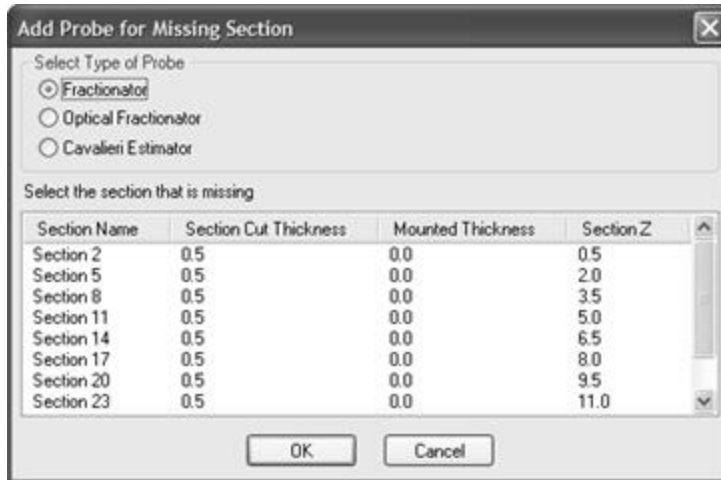 Add Probe for Missing Section
Select Type of Probe
Fractionator
Optical Fractionator
Cavalieri Estimator
Select the section that is missing
Section Name Section Cut Thickness Mounted Thickness Section Z
Section 2 0.5 0.0 0.5
Section 5 0.5 0.0 2.0
Section 8 0.5 0.0 3.5
Section 11 0.5 0.0 5.0
Section 14 0.5 0.0 6.5
Section 17 0.5 0.0 8.0
Section 20 0.5 0.0 9.5
Section 23 0.5 0.0 11.0
OK Cancel